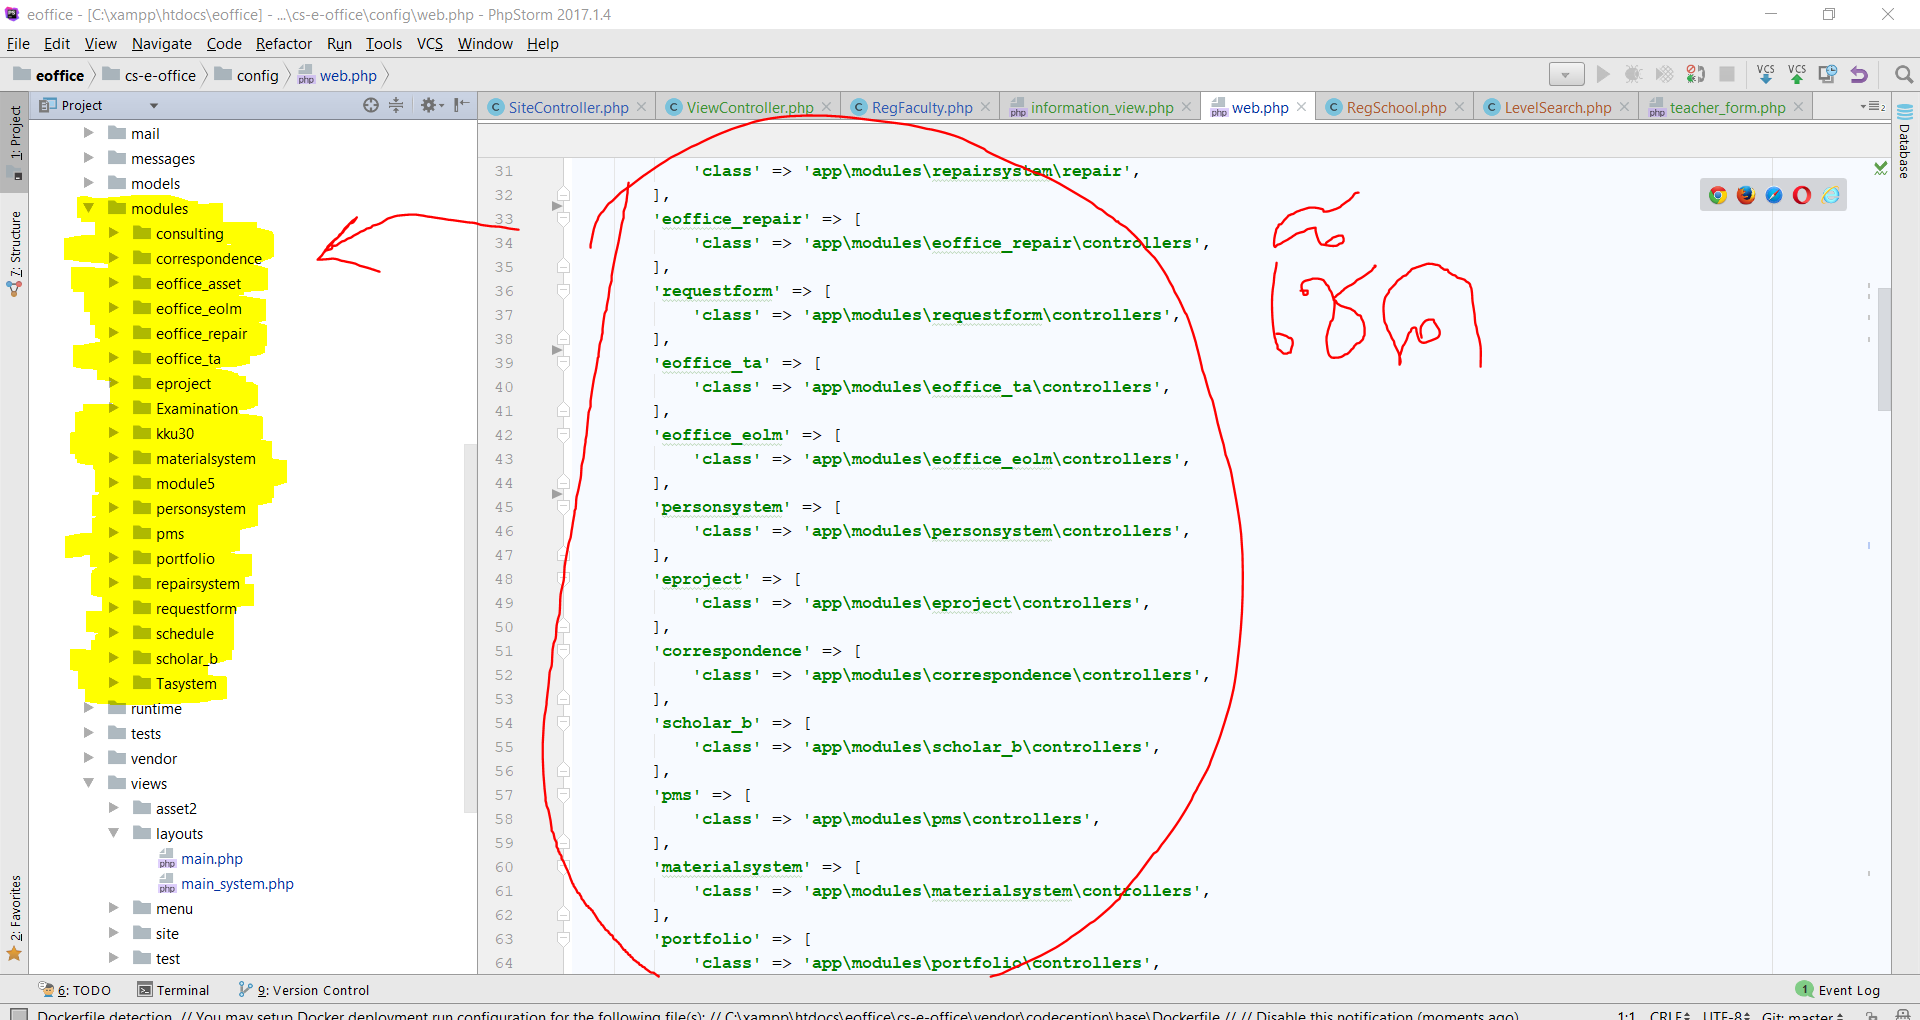 eoffice - [C:\xampp\htdocs\eoffice] - ...\cs-e-office\config\web.php - PhpStorm 2017.1.4
File Edit View Navigate Code Refactor Run Tools VCS Window Help
eoffice cs-e-office config web.php
VCS VCS
Project
SiteController.php ViewController.php RegFaculty.php information_view.php web.php RegSchool.php LevelSearch.php teacher_form.php
1: Project
7: Structure
2: Favorites
Database
mail
messages
models
modules
consulting
correspondence
eoffice_asset
eoffice_eolm
eoffice_repair
eoffice_ta
eproject
Examination
kku30
materialsystem
module5
personsystem
pms
portfolio
repairsystem
requestform
schedule
scholar_b
Tasystem
runtime
tests
vendor
views
asset2
layouts
main.php
main_system.php
menu
site
test
31 'class' => 'app\modules\repairsystem\repair',
32 ],
33 'eoffice_repair' => [
34 'class' => 'app\modules\eoffice_repair\controllers',
35 ],
36 'requestform' => [
37 'class' => 'app\modules\requestform\controllers',
38 ],
39 'eoffice_ta' => [
40 'class' => 'app\modules\eoffice_ta\controllers',
41 ],
42 'eoffice_eolm' => [
43 'class' => 'app\modules\eoffice_eolm\controllers',
44 ],
45 'personsystem' => [
46 'class' => 'app\modules\personsystem\controllers',
47 ],
48 'eproject' => [
49 'class' => 'app\modules\eproject\controllers',
50 ],
51 'correspondence' => [
52 'class' => 'app\modules\correspondence\controllers',
53 ],
54 'scholar_b' => [
55 'class' => 'app\modules\scholar_b\controllers',
56 ],
57 'pms' => [
58 'class' => 'app\modules\pms\controllers',
59 ],
60 'materialsystem' => [
61 'class' => 'app\modules\materialsystem\controllers',
62 ],
63 'portfolio' => [
64 'class' => 'app\modules\portfolio\controllers',
6: TODO Terminal 9: Version Control 1 Event Log
Dockerfile detection // You may setup Docker deployment run configuration for the following file(s): // C:\xampp\htdocs\eoffice\cs-e-office\vendor\codeception\base\Dockerfile // // Disable this notification (moments ago) 1:1 CRLF UTF-8 Git: master